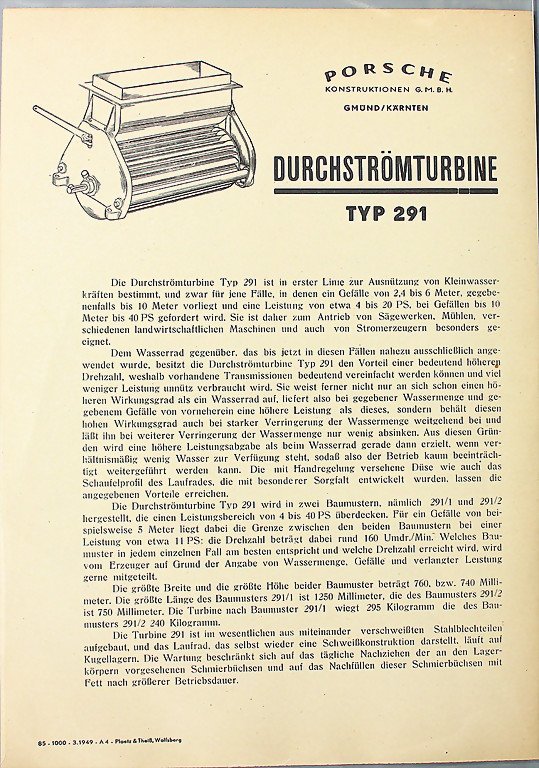 PORSCHE
KONSTRUKTIONEN G. M. B. H.
GMÜND/KÄRNTEN
DURCHSTRÖMTURBINE
TYP 291
Die Durchströmturbine Typ 291 ist in erster Linie zur Ausnützung von Kleinwasser-
kräften bestimmt, und zwar für jene Fälle, in denen ein Gefälle von 2,4 bis 6 Meter, gegebe-
nenfalls bis 10 Meter vorliegt und eine Leistung von etwa 4 bis 20 PS, bei Gefällen bis 10
Meter bis 40 PS gefordert wird. Sie ist daher zum Antrieb von Sägewerken, Mühlen, ver-
schiedenen landwirtschaftlichen Maschinen und auch von Stromerzeugern besonders ge-
eignet.
Dem Wasserrad gegenüber, das bis jetzt in diesen Fällen nahezu ausschließlich ange-
wendet wurde, besitzt die Durchströmturbine Typ 291 den Vorteil einer bedeutend höheren
Drehzahl, weshalb vorhandene Transmissionen bedeutend vereinfacht werden können und viel
weniger Leistung unnütz verbraucht wird. Sie weist ferner nicht nur an sich schon einen hö-
heren Wirkungsgrad als ein Wasserrad auf, liefert also bei gegebener Wassermenge und ge-
gebenem Gefälle von vorneherein eine höhere Leistung als dieses, sondern behält diesen
hohen Wirkungsgrad auch bei starker Verringerung der Wassermenge weitgehend bei und
läßt ihn bei weiterer Verringerung der Wassermenge nur wenig absinken. Aus diesen Grün-
den wird eine höhere Leistungsabgabe als beim Wasserrad gerade dann erzielt, wenn ver-
hältnismäßig wenig Wasser zur Verfügung steht, sodaß also der Betrieb kaum beeinträch-
tigt weitergeführt werden kann. Die mit Handregelung versehene Düse wie auch das
Schaufelprofil des Laufrades, die mit besonderer Sorgfalt entwickelt wurden, lassen die
angegebenen Vorteile erreichen.
Die Durchströmturbine Typ 291 wird in zwei Baumustern, nämlich 291/1 und 291/2
hergestellt, die einen Leistungsbereich von 4 bis 40 PS überdecken. Für ein Gefälle von bei-
spielsweise 5 Meter liegt dabei die Grenze zwischen den beiden Baumustern bei einer
Leistung von etwa 11 PS; die Drehzahl beträgt dabei rund 160 Umdr./Min. Welches Bau-
muster in jedem einzelnen Fall am besten entspricht und welche Drehzahl erreicht wird, wird
vom Erzeuger auf Grund der Angabe von Wassermenge, Gefälle und verlangter Leistung
gerne mitgeteilt.
Die größte Breite und die größte Höhe beider Baumuster beträgt 760, bzw. 740 Milli-
meter. Die größte Länge des Baumusters 291/1 ist 1250 Millimeter, die des Baumusters 291/2
ist 750 Millimeter. Die Turbine nach Baumuster 291/1 wiegt 295 Kilogramm die des Bau-
musters 291/2 240 Kilogramm.
Die Turbine 291 ist im wesentlichen aus miteinander verschweißten Stahlblechteilen
aufgebaut, und das Laufrad, das selbst wieder eine Schweißkonstruktion darstellt, läuft auf
Kugellagern. Die Wartung beschränkt sich auf das tägliche Nachziehen der an den Lager-
körpern vorgesehenen Schmierbüchsen und auf das Nachfüllen dieser Schmierbüchsen mit
Fett nach größerer Betriebsdauer.
85 - 1000 - 3.1949 - A 4 - Ploetz & Theiß, Wolfsberg